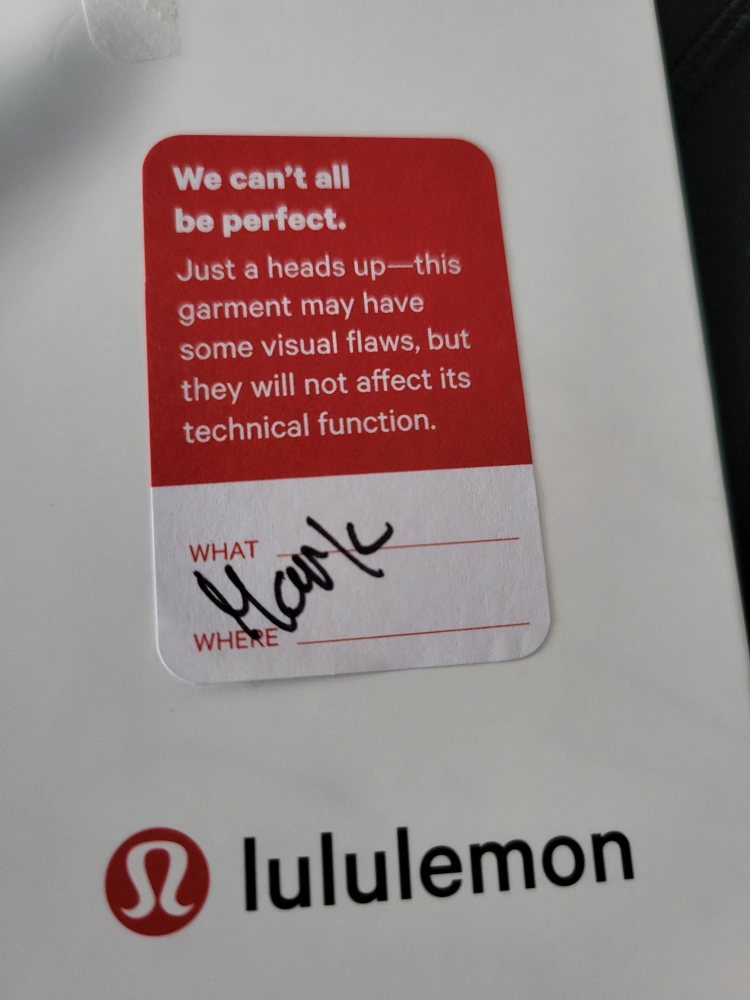 We can't all
be perfect.
Just a heads up—this
garment may have
some visual flaws, but
they will not affect its
technical function.
WHAT
Mark
WHERE
lululemon